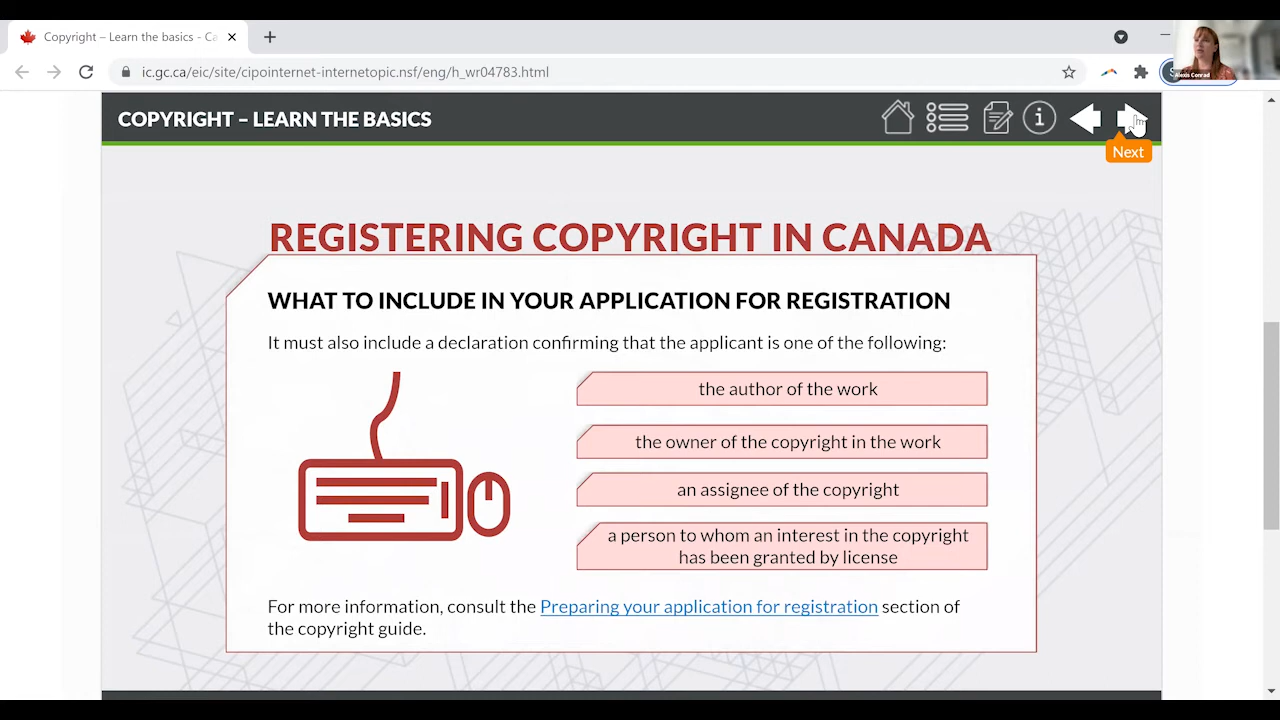 Copyright – Learn the basics - Ca
ic.gc.ca/eic/site/cipointernet-internetopic.nsf/eng/h_wr04783.html
Alexis Conrad
COPYRIGHT – LEARN THE BASICS
Next
REGISTERING COPYRIGHT IN CANADA
WHAT TO INCLUDE IN YOUR APPLICATION FOR REGISTRATION
It must also include a declaration confirming that the applicant is one of the following:
the author of the work
the owner of the copyright in the work
an assignee of the copyright
a person to whom an interest in the copyright
has been granted by license
For more information, consult the Preparing your application for registration section of
the copyright guide.